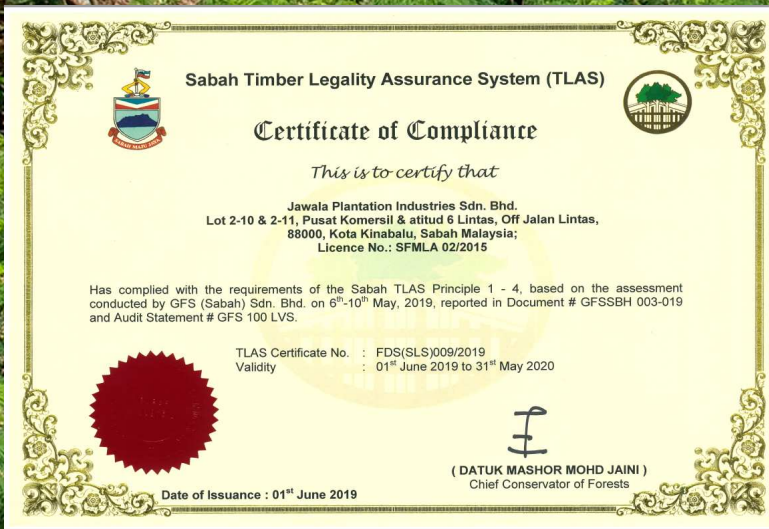 Sabah Timber Legality Assurance System (TLAS)
SABAH MAJU JAYA
Certificate of Compliance
This is to certify that
Jawala Plantation Industries Sdn. Bhd.
Lot 2-10 & 2-11, Pusat Komersil & atitud 6 Lintas, Off Jalan Lintas,
88000, Kota Kinabalu, Sabah Malaysia;
Licence No.: SFMLA 02/2015
Has complied with the requirements of the Sabah TLAS Principle 1 - 4, based on the assessment
conducted by GFS (Sabah) Sdn. Bhd. on 6th-10th May, 2019, reported in Document # GFSSBH 003-019
and Audit Statement # GFS 100 LVS.
TLAS Certificate No. : FDS(SLS)009/2019
Validity : 01st June 2019 to 31st May 2020
( DATUK MASHOR MOHD JAINI )
Chief Conservator of Forests
Date of Issuance : 01st June 2019